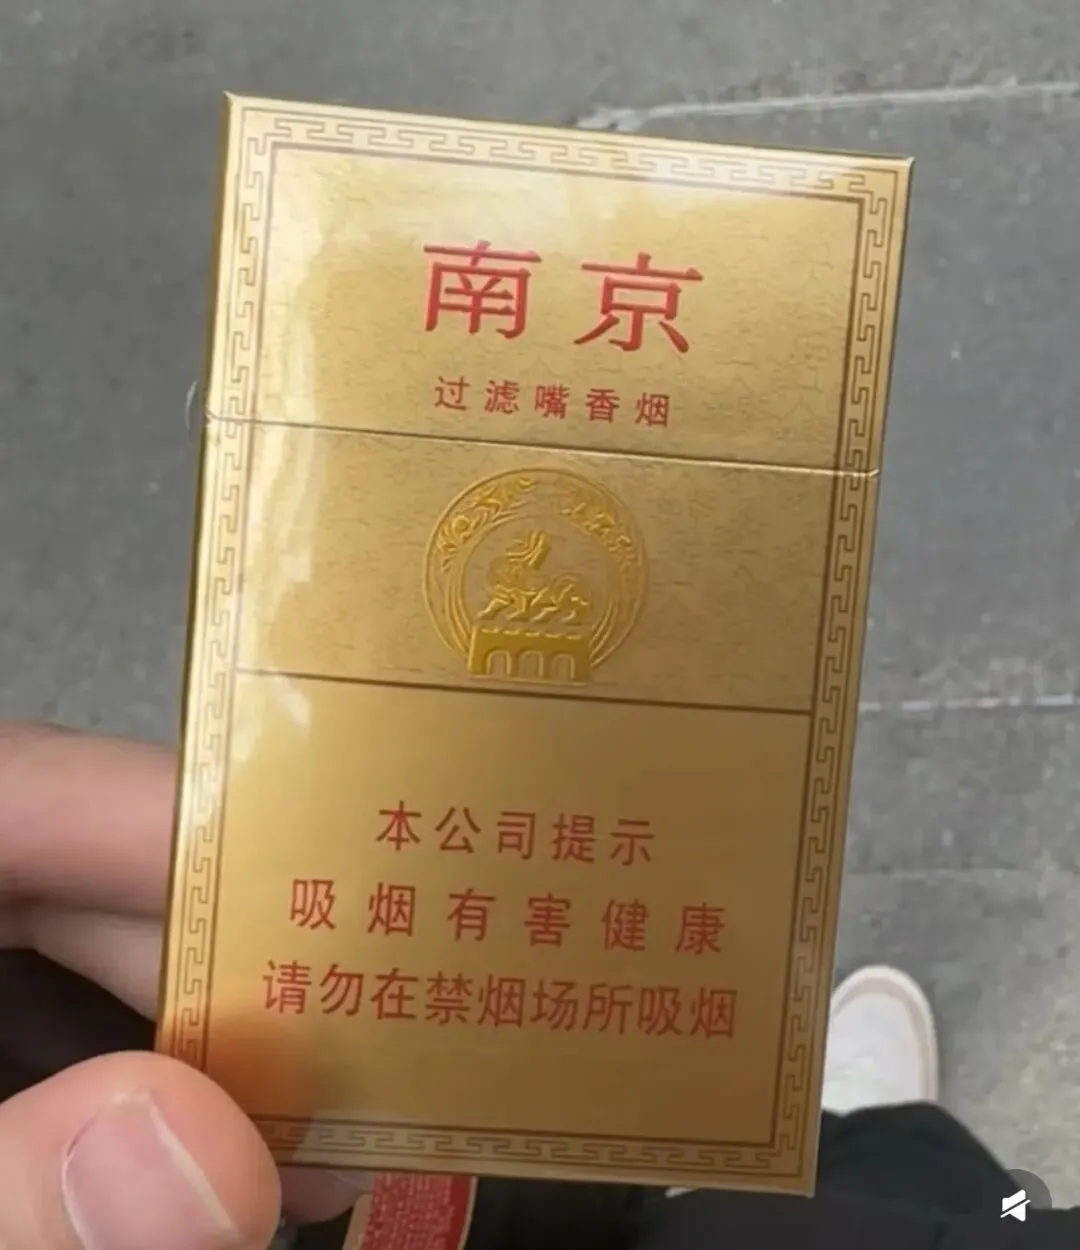 南京
过滤嘴香烟
本公司提示
吸烟有害健康
请勿在禁烟场所吸烟